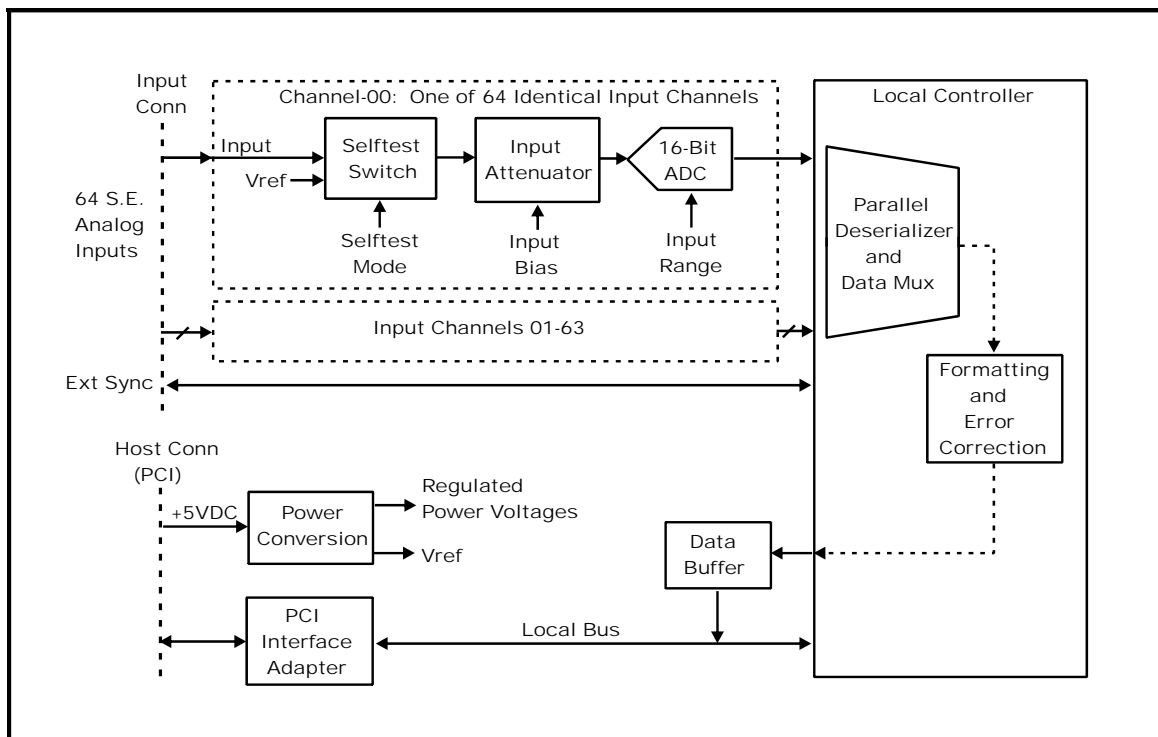 Input
Conn
Channel-00: One of 64 Identical Input Channels
Local Controller
Input
Vref
Selftest
Switch
Input
Attenuator
16-Bit
ADC
64 S.E.
Analog
Inputs
Selftest
Mode
Input
Bias
Input
Range
Parallel
Deserializer
and
Data Mux
Input Channels 01-63
Ext Sync
Formatting
and
Error
Correction
Host Conn
(PCI)
+5VDC
Power
Conversion
Regulated
Power Voltages
Vref
Data
Buffer
PCI
Interface
Adapter
Local Bus